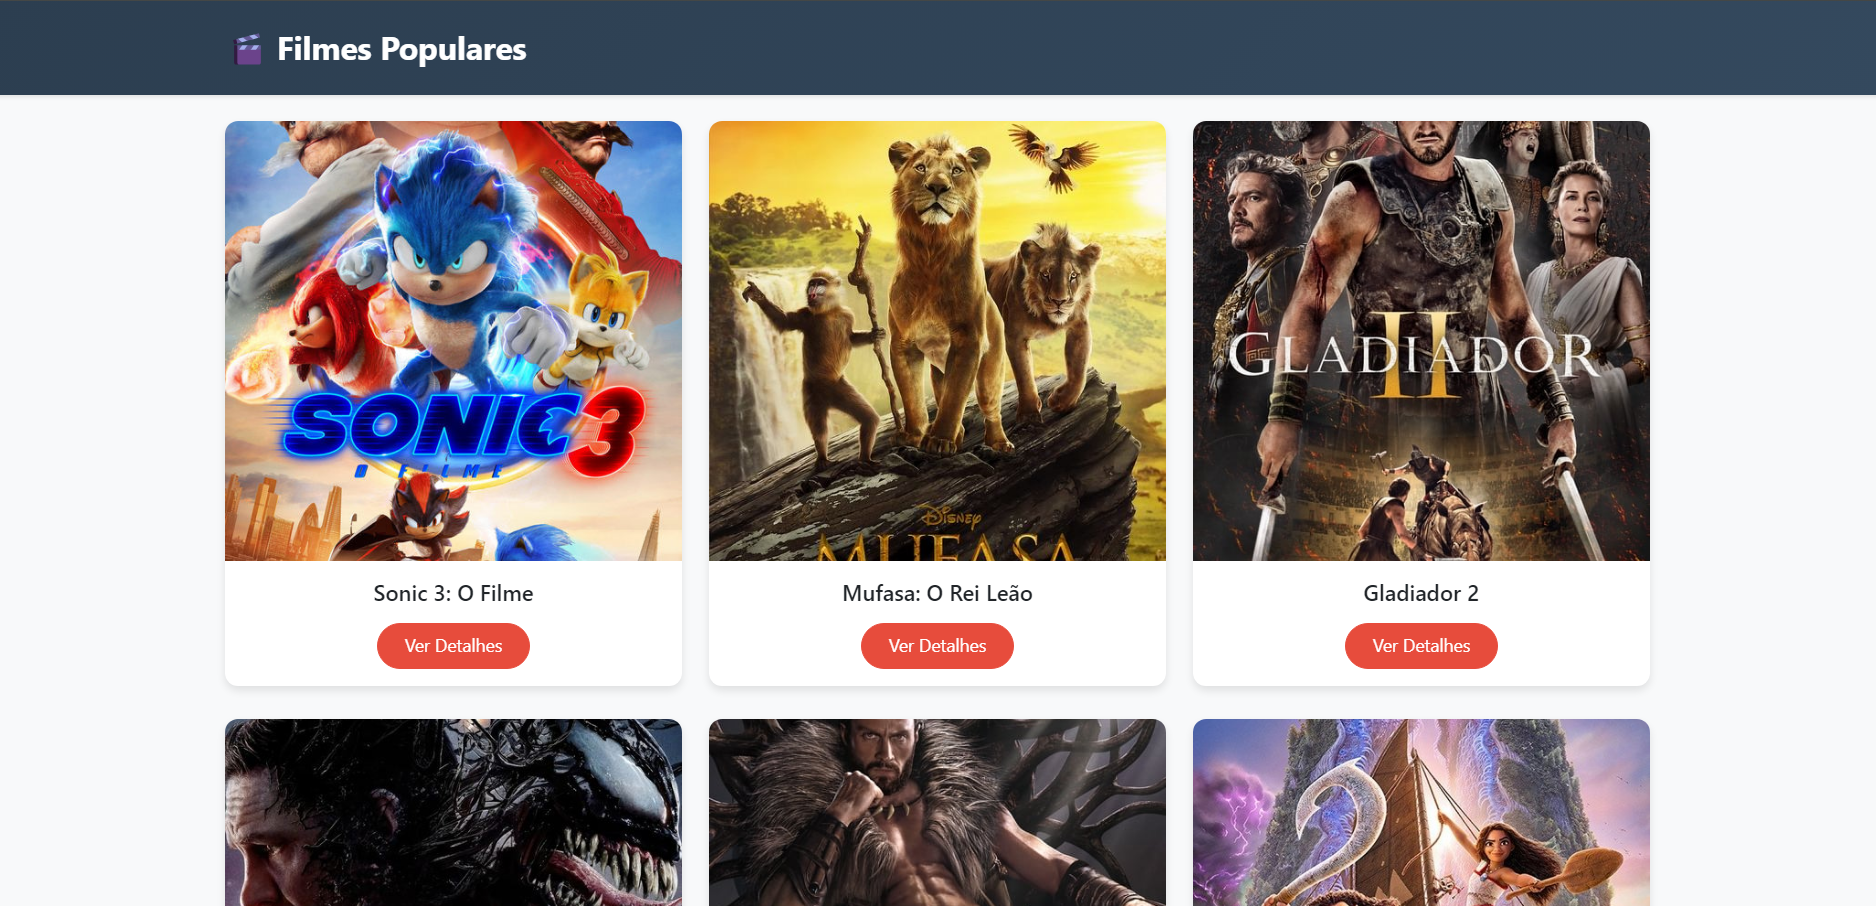 Filmes Populares
SONIC 3
O FILME
DISNEY
MUFASA
GLADIADOR
II
Sonic 3: O Filme
Mufasa: O Rei Leão
Gladiador 2
Ver Detalhes
Ver Detalhes
Ver Detalhes
2